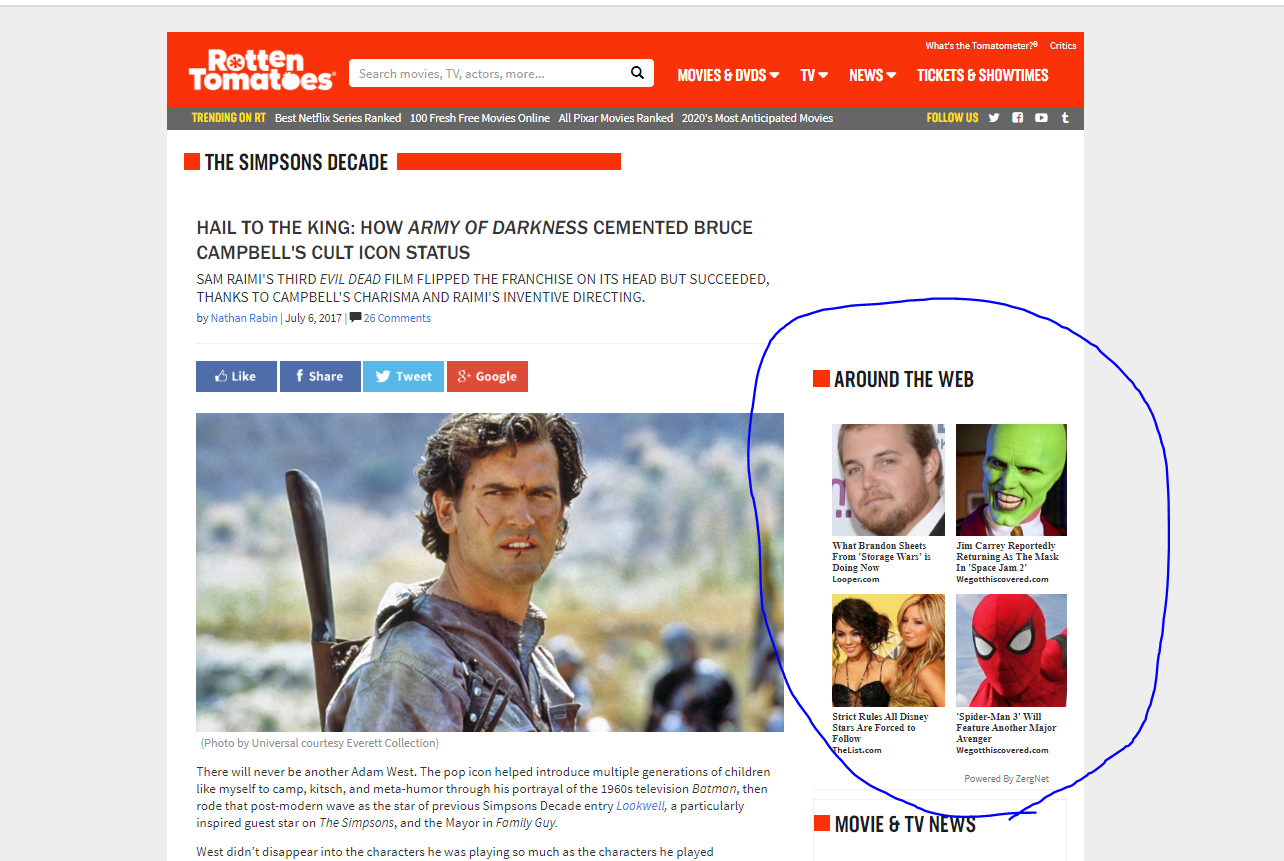 What's the Tomatometer?® Critics
Rotten
Tomatoes®
Search movies, TV, actors, more...
MOVIES & DVDS TV NEWS TICKETS & SHOWTIMES
TRENDING ON RT Best Netflix Series Ranked 100 Fresh Free Movies Online All Pixar Movies Ranked 2020's Most Anticipated Movies FOLLOW US
THE SIMPSONS DECADE
HAIL TO THE KING: HOW ARMY OF DARKNESS CEMENTED BRUCE
CAMPBELL'S CULT ICON STATUS
SAM RAIMI'S THIRD EVIL DEAD FILM FLIPPED THE FRANCHISE ON ITS HEAD BUT SUCCEEDED,
THANKS TO CAMPBELL'S CHARISMA AND RAIMI'S INVENTIVE DIRECTING.
by Nathan Rabin | July 6, 2017 | 26 Comments
Like Share Tweet Google
(Photo by Universal courtesy Everett Collection)
There will never be another Adam West. The pop icon helped introduce multiple generations of children
like myself to camp, kitsch, and meta-humor through his portrayal of the 1960s television Batman, then
rode that post-modern wave as the star of previous Simpsons Decade entry Lookwell, a particularly
inspired guest star on The Simpsons, and the Mayor in Family Guy.
West didn't disappear into the characters he was playing so much as the characters he played
AROUND THE WEB
What Brandon Sheets
From 'Storage Wars' is
Doing Now
Looper.com
Jim Carrey Reportedly
Returning As The Mask
In 'Space Jam 2'
Wegotthiscovered.com
Strict Rules All Disney
Stars Are Forced to
Follow
TheList.com
'Spider-Man 3' Will
Feature Another Major
Avenger
Wegotthiscovered.com
Powered By ZergNet
MOVIE & TV NEWS